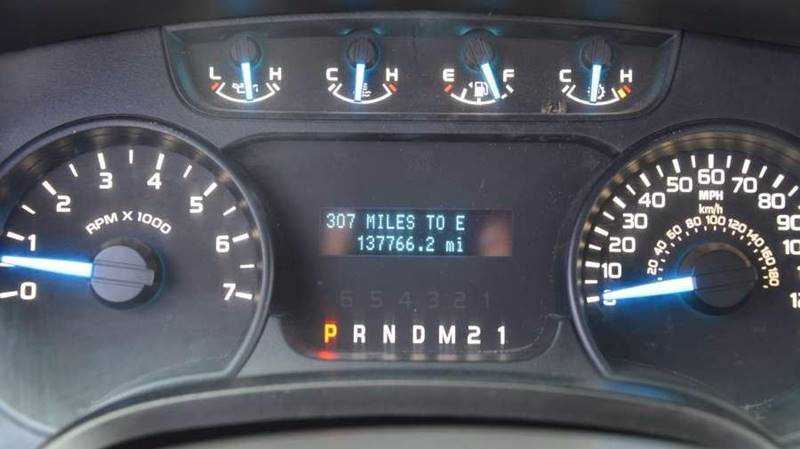 L H C H E F C H
0 1 2 3 4 5 6 7
RPM X 1000
307 MILES TO E
137766.2 mi
6 5 4 3 2 1
P R N D M 2 1
10 20 30 40 50 60 70 80
MPH
km/h
20 40 60 80 100 120 140 160 180